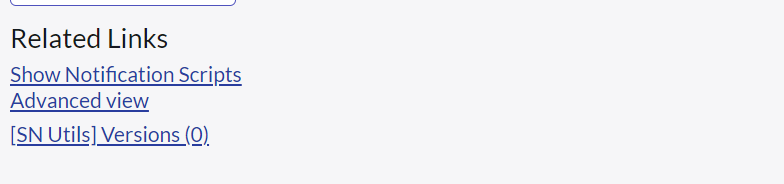 Related Links
Show Notification Scripts
Advanced view
[SN Utils] Versions (0)